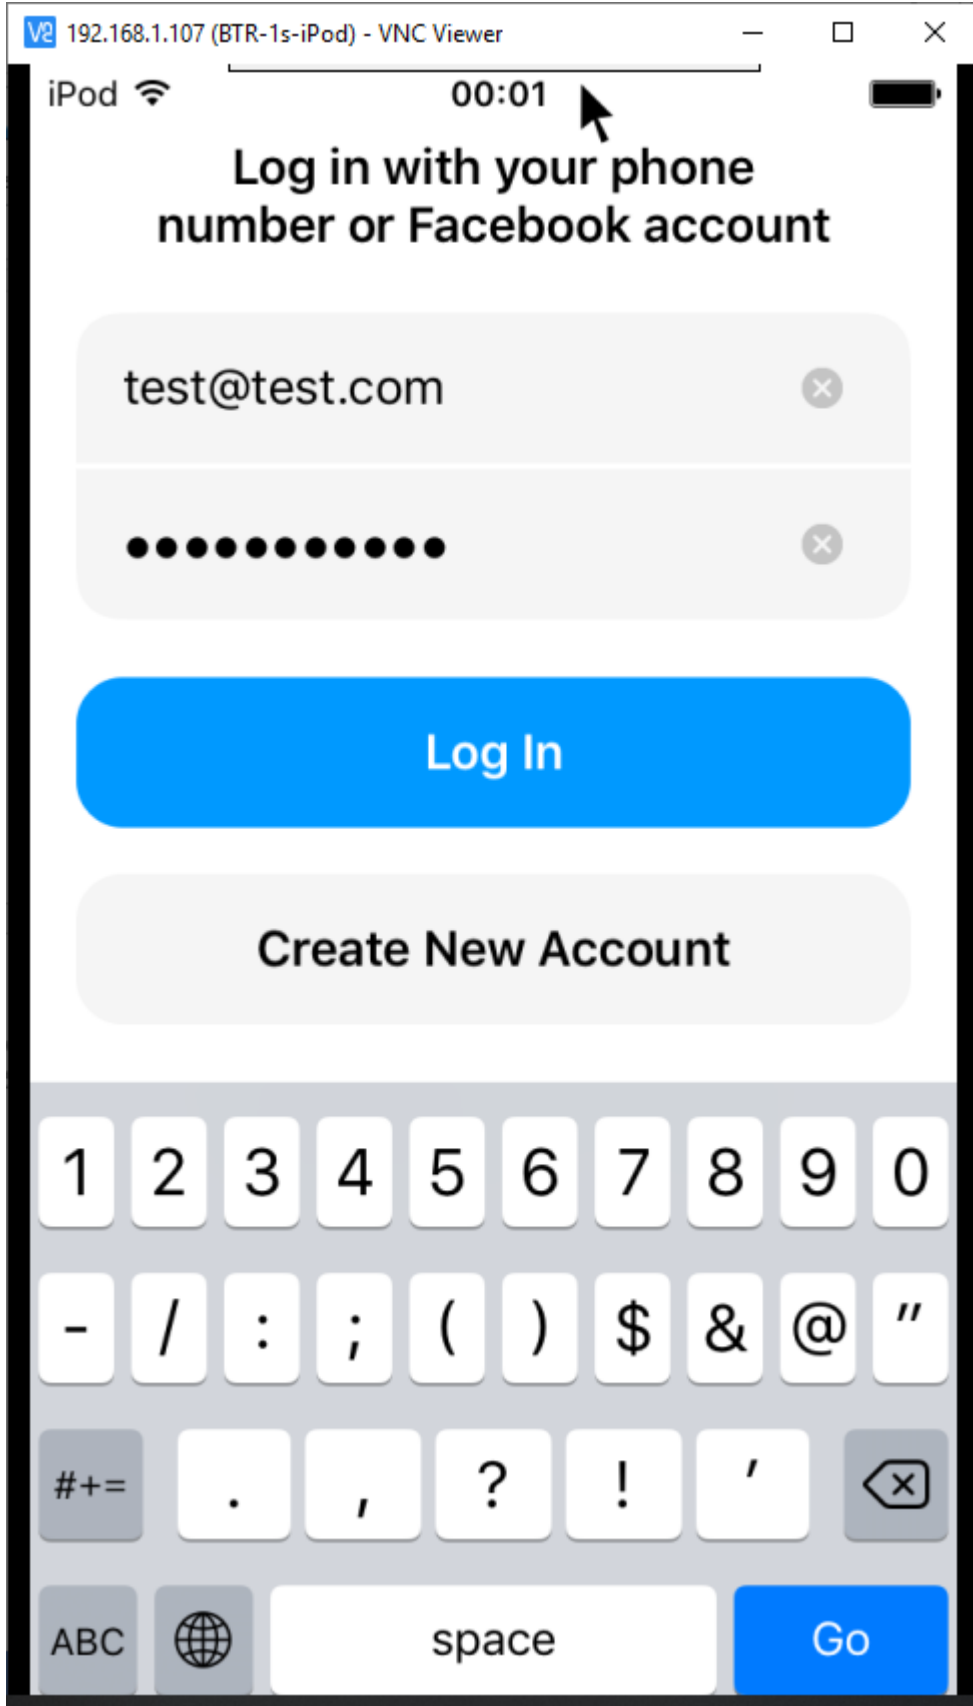 192.168.1.107 (BTR-1s-iPod) - VNC Viewer
iPod 00:01
Log in with your phone
number or Facebook account
test@test.com
●●●●●●●●●●●
Log In
Create New Account
1 2 3 4 5 6 7 8 9 0
- / : ; ( ) $ & @ "
#+= . , ? ! '
ABC space Go